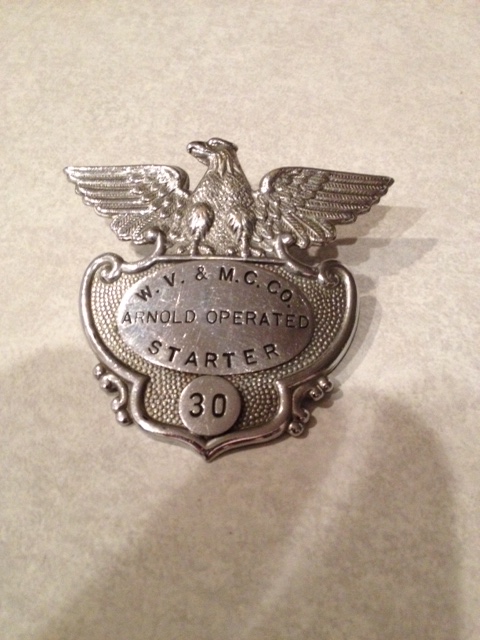 W. V. & M. C. CO.
ARNOLD OPERATED
STARTER
30